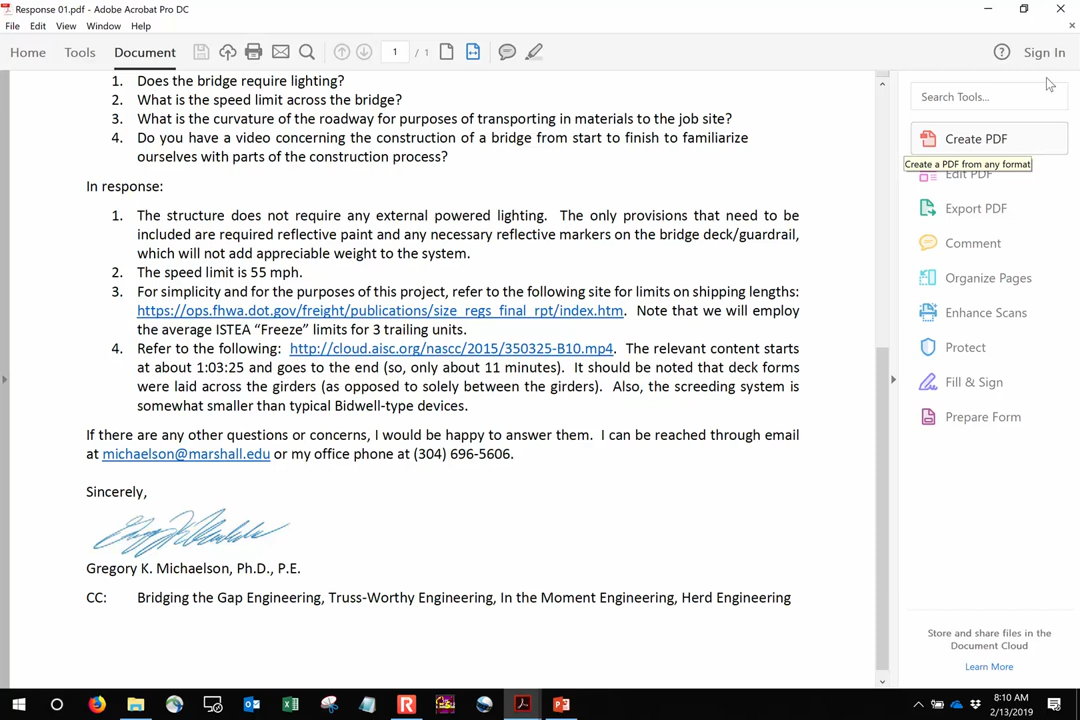 Response 01.pdf - Adobe Acrobat Pro DC
File Edit View Window Help
Home Tools Document 1 / 1 Sign In
1. Does the bridge require lighting?
2. What is the speed limit across the bridge?
3. What is the curvature of the roadway for purposes of transporting in materials to the job site?
4. Do you have a video concerning the construction of a bridge from start to finish to familiarize
ourselves with parts of the construction process?
In response:
1. The structure does not require any external powered lighting. The only provisions that need to be
included are required reflective paint and any necessary reflective markers on the bridge deck/guardrail,
which will not add appreciable weight to the system.
2. The speed limit is 55 mph.
3. For simplicity and for the purposes of this project, refer to the following site for limits on shipping lengths:
https://ops.fhwa.dot.gov/freight/publications/size_regs_final_rpt/index.htm. Note that we will employ
the average ISTEA “Freeze” limits for 3 trailing units.
4. Refer to the following: http://cloud.aisc.org/nascc/2015/350325-B10.mp4. The relevant content starts
at about 1:03:25 and goes to the end (so, only about 11 minutes). It should be noted that deck forms
were laid across the girders (as opposed to solely between the girders). Also, the screeding system is
somewhat smaller than typical Bidwell-type devices.
If there are any other questions or concerns, I would be happy to answer them. I can be reached through email
at michaelson@marshall.edu or my office phone at (304) 696-5606.
Sincerely,
Gregory K. Michaelson, Ph.D., P.E.
CC: Bridging the Gap Engineering, Truss-Worthy Engineering, In the Moment Engineering, Herd Engineering
Search Tools...
Create PDF
Create a PDF from any format
Edit PDF
Export PDF
Comment
Organize Pages
Enhance Scans
Protect
Fill & Sign
Prepare Form
Store and share files in the
Document Cloud
Learn More
8:10 AM
2/13/2019